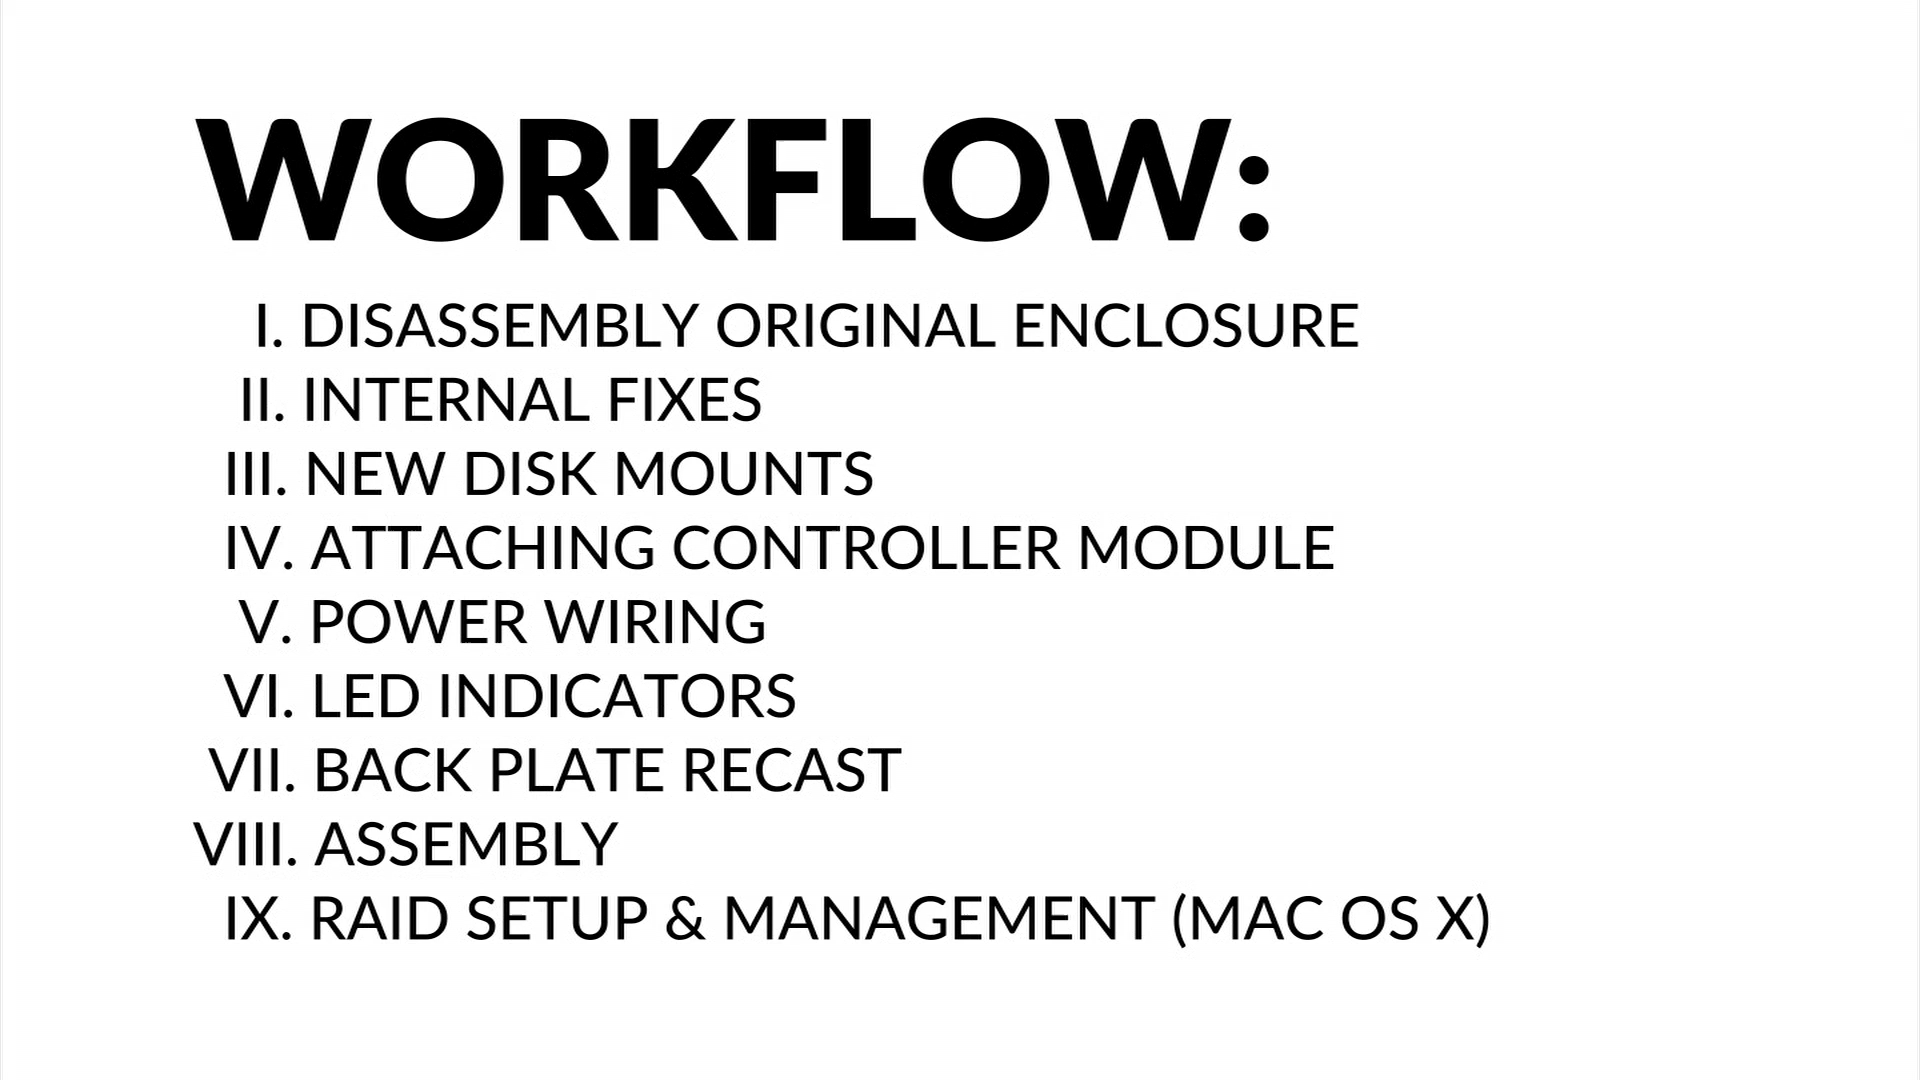 WORKFLOW:
I. DISASSEMBLY ORIGINAL ENCLOSURE
II. INTERNAL FIXES
III. NEW DISK MOUNTS
IV. ATTACHING CONTROLLER MODULE
V. POWER WIRING
VI. LED INDICATORS
VII. BACK PLATE RECAST
VIII. ASSEMBLY
IX. RAID SETUP & MANAGEMENT (MAC OS X)